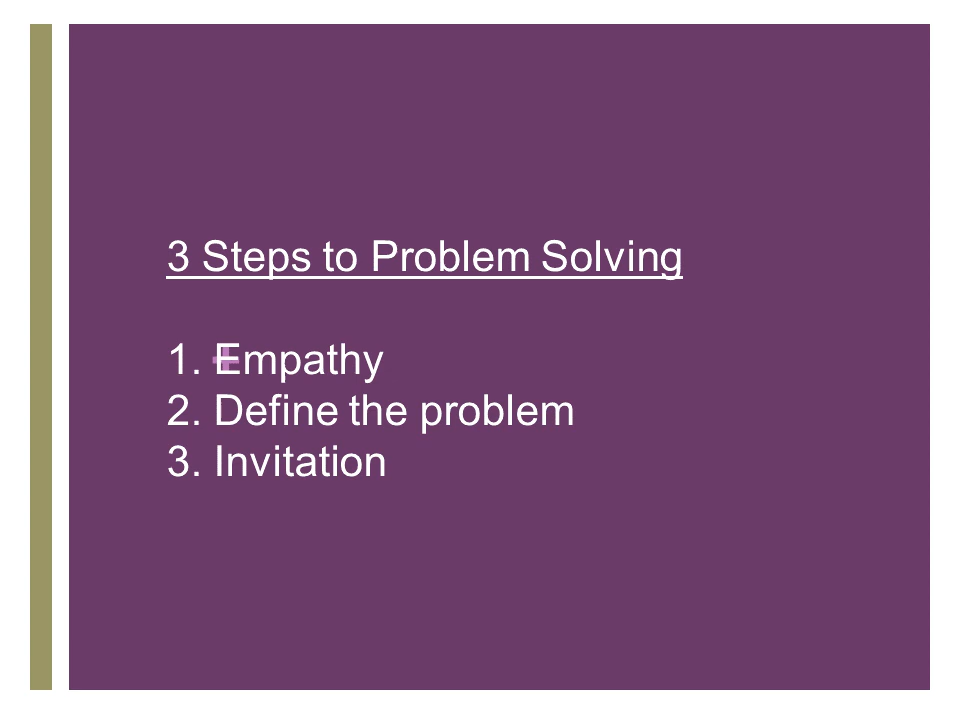 3 Steps to Problem Solving
1. Empathy
2. Define the problem
3. Invitation